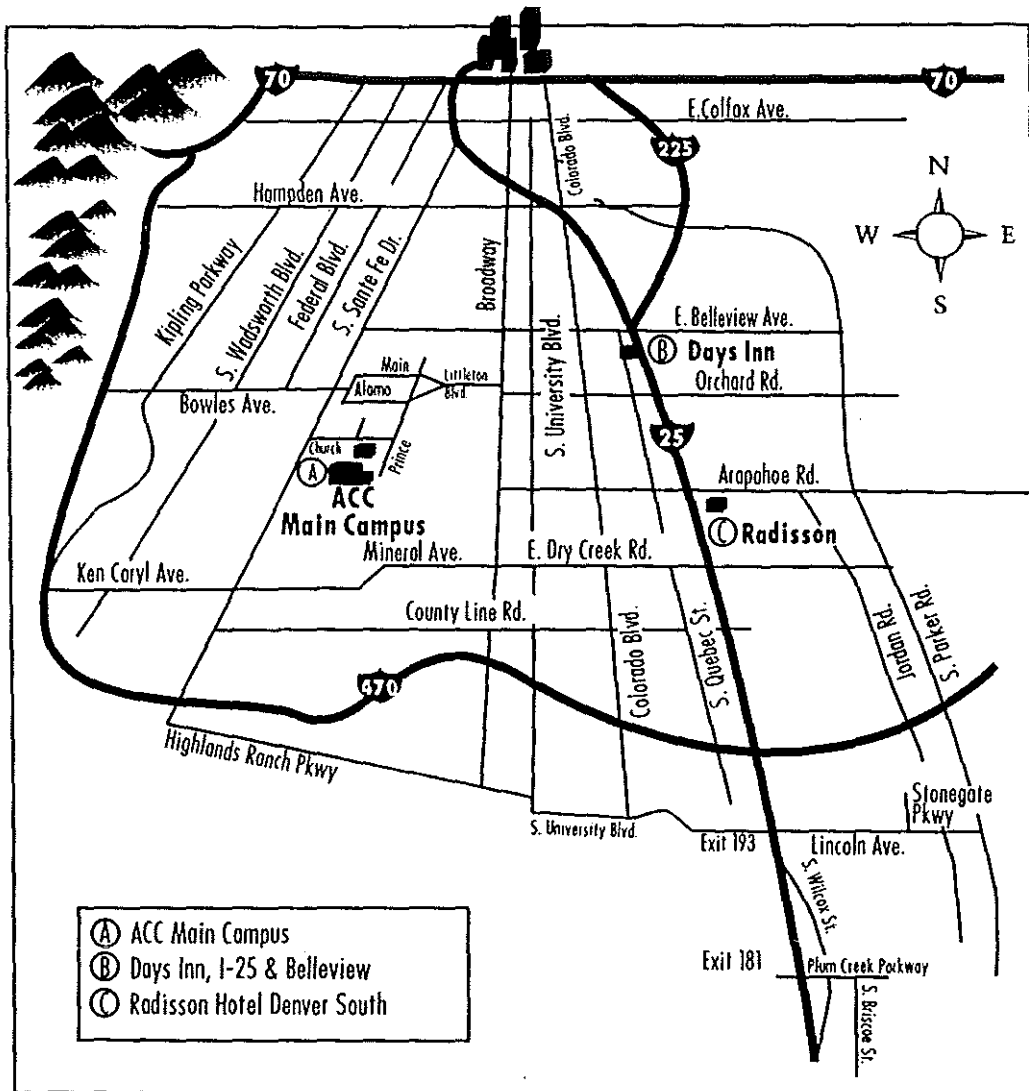 70
70
E. Colfax Ave.
225
Colorado Blvd.
N
W
E
S
Hampden Ave.
Kipling Parkway
S. Wadsworth Blvd.
Federal Blvd.
S. Sante Fe Dr.
Broadway
S. University Blvd.
E. Belleview Ave.
B Days Inn
Orchard Rd.
Main
Alamo
Littleton
Blvd.
Bowles Ave.
25
Church
Prince
A
ACC
Main Campus
Arapahoe Rd.
C Radisson
Mineral Ave.
E. Dry Creek Rd.
Ken Caryl Ave.
County Line Rd.
Colorado Blvd.
S. Quebec St.
Jordan Rd.
S. Parker Rd.
470
Highlands Ranch Pkwy
S. University Blvd.
Stonegate
Pkwy
Exit 193
Lincoln Ave.
S. Wilcox St.
Exit 181
Plum Creek Parkway
S. Briscoe St.
A ACC Main Campus
B Days Inn, I-25 & Belleview
C Radisson Hotel Denver South